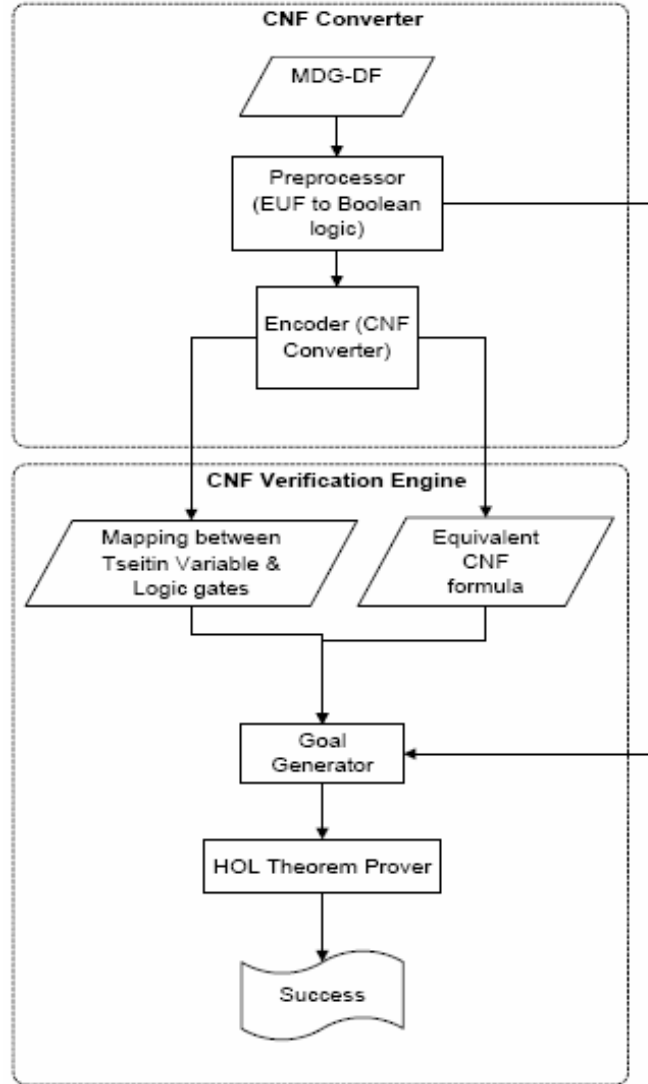 CNF Converter
MDG-DF
Preprocessor
(EUF to Boolean
logic)
Encoder (CNF
Converter)
CNF Verification Engine
Mapping between
Tseitin Variable &
Logic gates
Equivalent
CNF
formula
Goal
Generator
HOL Theorem Prover
Success